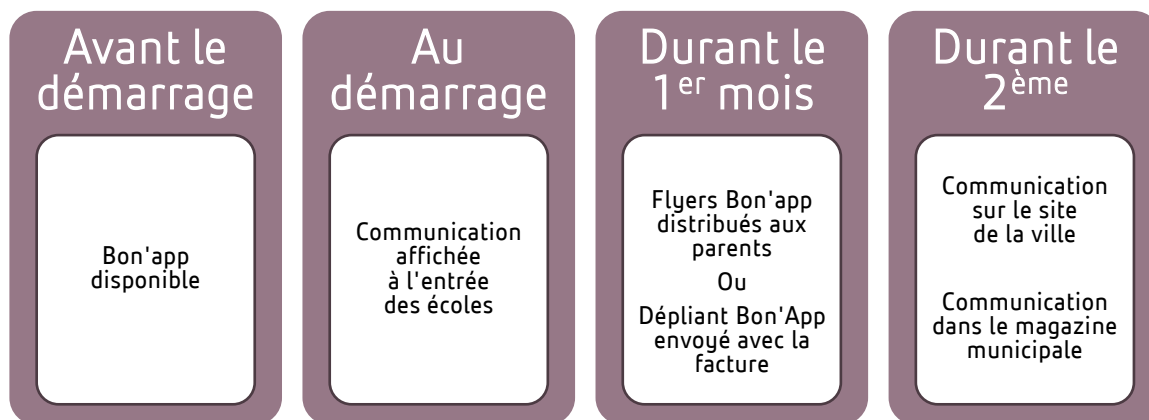 Avant le
démarrage
Bon'app
disponible
Au
démarrage
Communication
affichée
à l'entrée
des écoles
Durant le
1er mois
Flyers Bon'app
distribués aux
parents
Ou
Dépliant Bon'App
envoyé avec la
facture
Durant le
2ème
Communication
sur le site
de la ville
Communication
dans le magazine
municipale